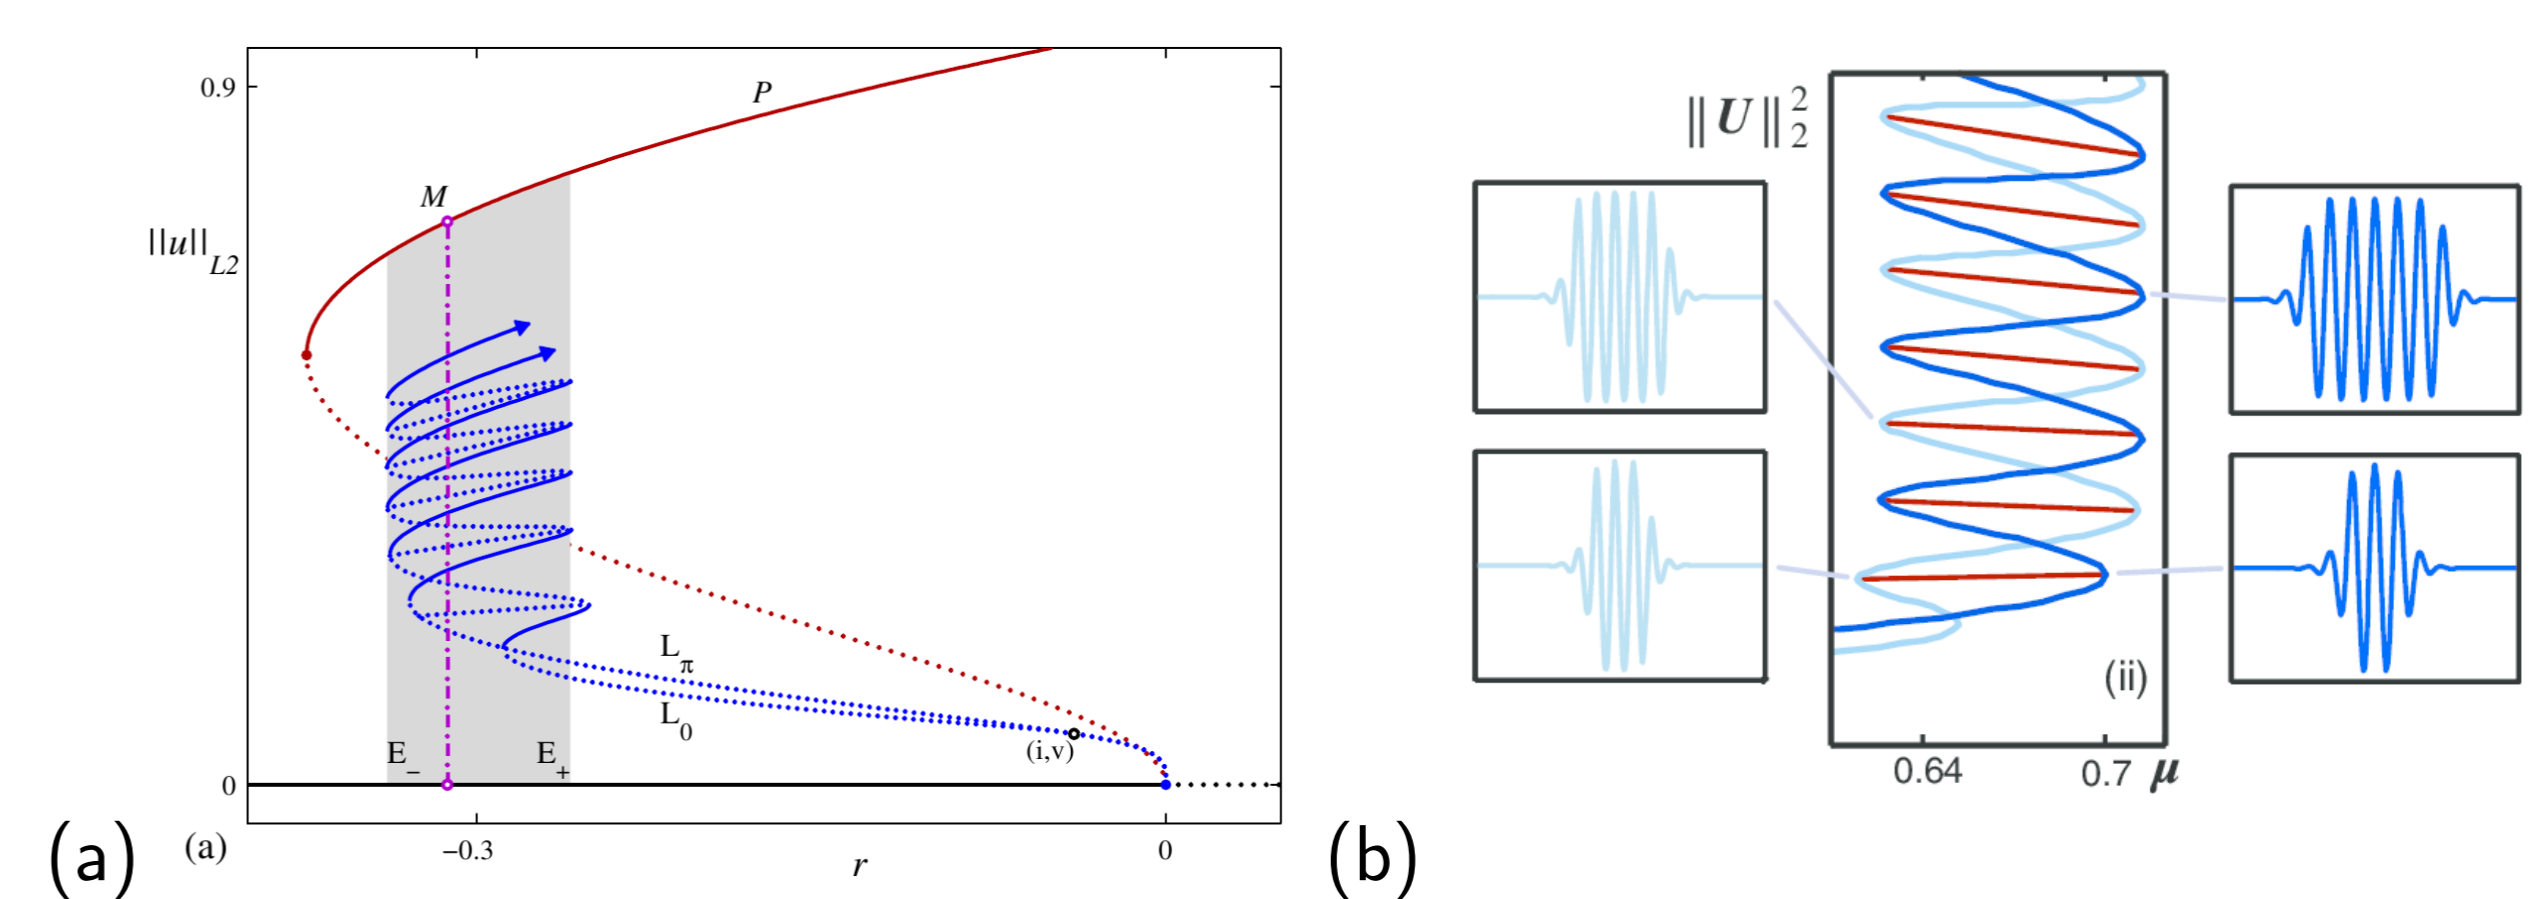 0.9
P
M
||u||L2
Lπ
L0
(i,v)
E−
E+
0
−0.3
0
r
(a)
(a)
||U||22
(ii)
0.64
0.7
μ
(b)